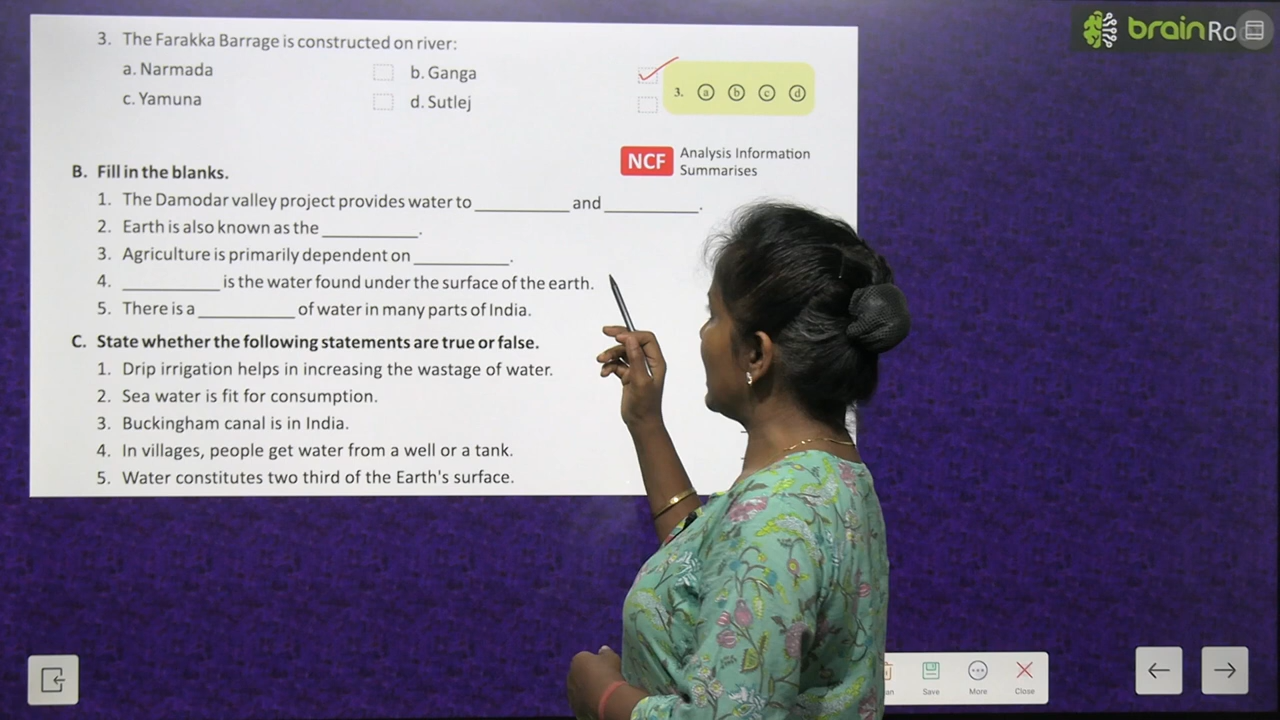 brainRo
3. The Farakka Barrage is constructed on river:
a. Narmada b. Ganga
c. Yamuna d. Sutlej
3. a b c d
NCF Analysis Information Summarises
B. Fill in the blanks.
1. The Damodar valley project provides water to __________ and __________.
2. Earth is also known as the __________.
3. Agriculture is primarily dependent on __________.
4. __________ is the water found under the surface of the earth.
5. There is a __________ of water in many parts of India.
C. State whether the following statements are true or false.
1. Drip irrigation helps in increasing the wastage of water.
2. Sea water is fit for consumption.
3. Buckingham canal is in India.
4. In villages, people get water from a well or a tank.
5. Water constitutes two third of the Earth's surface.
Save More Close